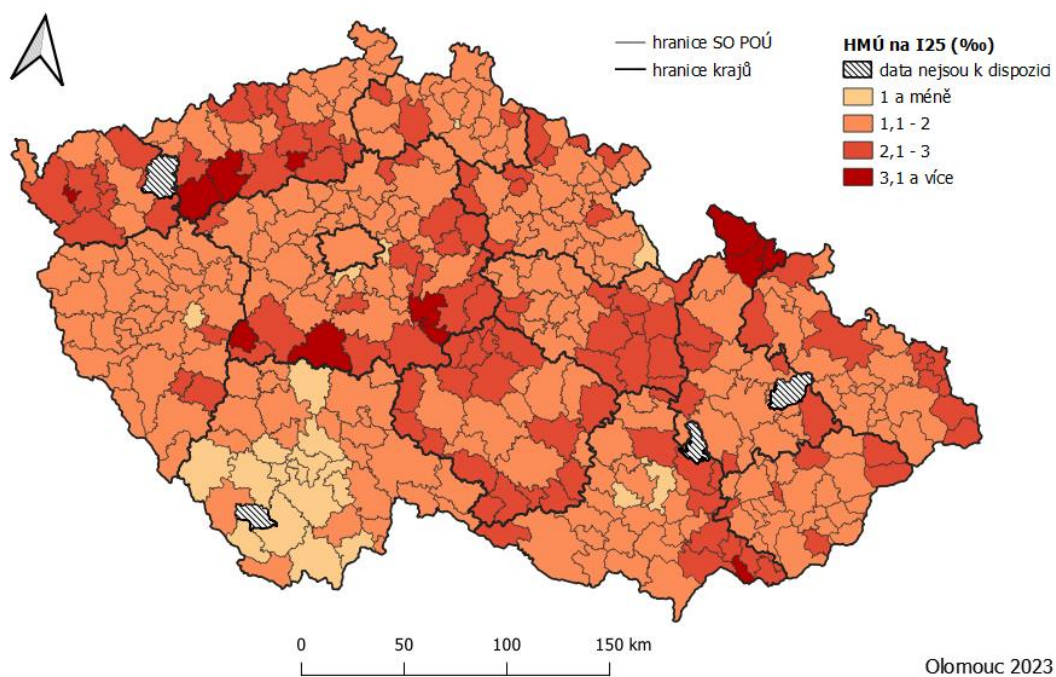 hranice SO POÚ
hranice krajů
HMÚ na I25 (‰)
data nejsou k dispozici
1 a méně
1,1 - 2
2,1 - 3
3,1 a více
0 50 100 150 km
Olomouc 2023